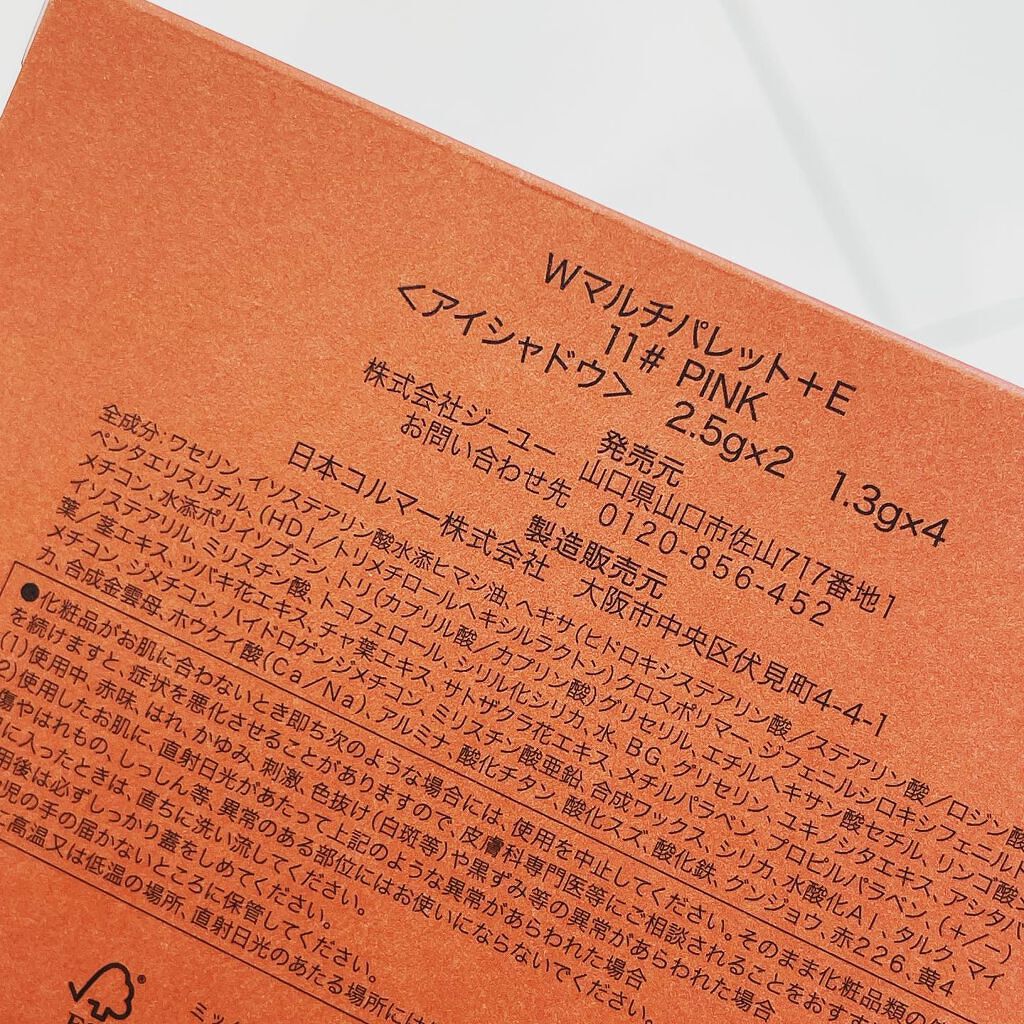 Wマルチパレット+E
11# PINK
<アイシャドウ> 2.5g×2 1.3g×4
発売元
株式会社ジーユー 山口県山口市佐山717番地1
お問い合わせ先 0120-856-452
製造販売元
日本コルマー株式会社 大阪市中央区伏見町4-4-1
全成分:ワセリン、イソステアリン酸水添ヒマシ油、ヘキサ(ヒドロキシステアリン酸/ステアリン酸/ロジン酸
ペンタエリスリチル、(HDI/トリメチロールヘキシルラクトン)クロスポリマー、ジフェニルシロキシフェニルト
メチコン、水添ポリイソブテン、トリ(カプリル酸/カプリン酸)グリセリル、エチルヘキサン酸セチル、リンゴ酸
イソステアリル、ミリスチン酸、トコフェロール、シリル化シリカ、水、BG、グリセリン、ユキノシタエキス、アシタバ
葉/茎エキス、ツバキ花エキス、チャ葉エキス、サトザクラ花エキス、メチルパラベン、プロピルパラベン、(+/-)
メチコン、ジメチコン、ハイドロゲンジメチコン、ミリスチン酸亜鉛、合成ワックス、シリカ、水酸化Al、タルク、マイ
カ、合成金雲母、ホウケイ酸(Ca/Na)、アルミナ、酸化チタン、酸化スズ、酸化鉄、グンジョウ、赤226、黄4
●化粧品がお肌に合わないとき即ち次のような場合には、使用を中止してください。そのまま化粧品類の使
を続けますと、症状を悪化させることがありますので、皮膚科専門医等にご相談されることをおすす
(1)使用中、赤味、はれ、かゆみ、刺激、色抜け(白斑等)や黒ずみ等の異常があらわれた場合
2)使用したお肌に、直射日光があたって上記のような異常があらわれた場合
傷やはれもの、しっしん等、異常のある部位にはお使いにならないでください。
に入ったときは、直ちに洗い流してください。
用後は必ずしっかり蓋をしめてください。
児の手の届かないところに保管してください。
高温又は低温の場所、直射日光のあたる場所には
ミッ